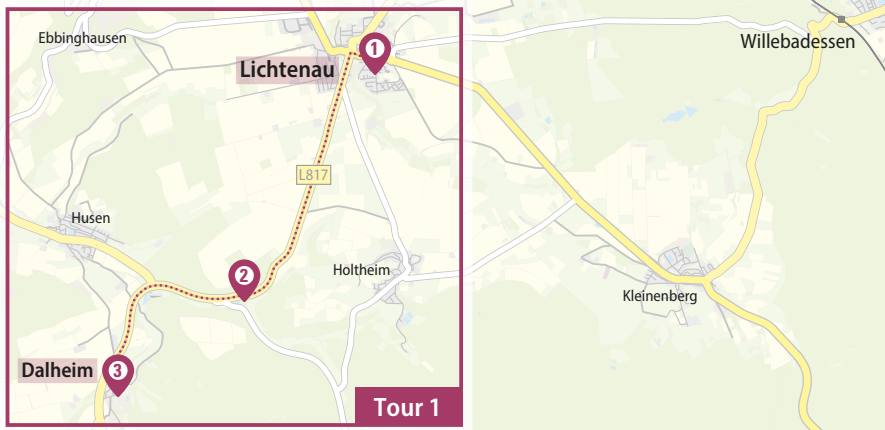 Ebbinghausen
1
Willebadessen
Lichtenau
L817
Husen
2
Holtheim
Kleinenberg
Dalheim
3
Tour 1